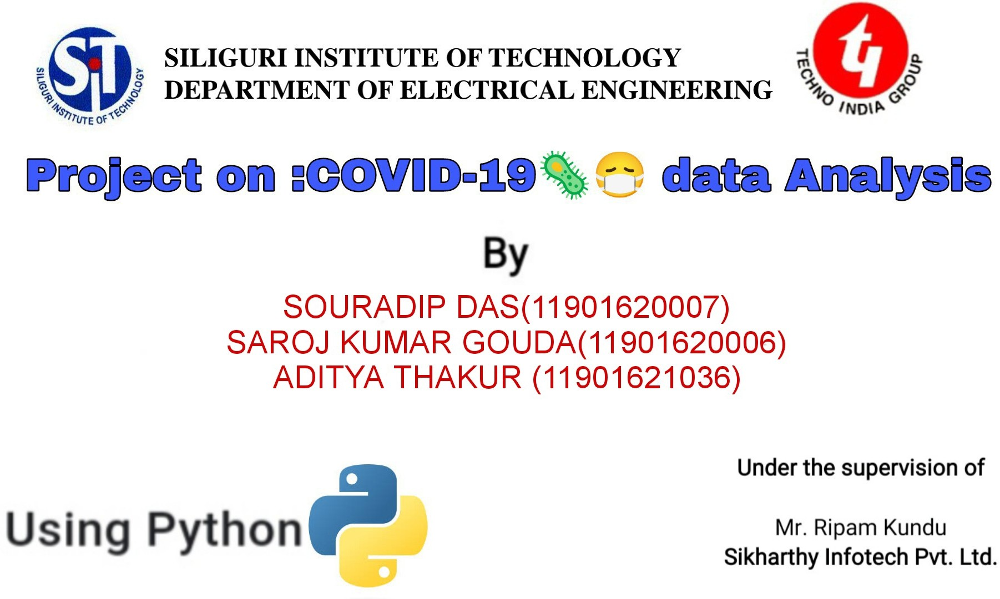 SiT
SILIGURI INSTITUTE OF TECHNOLOGY
SILIGURI INSTITUTE OF TECHNOLOGY
DEPARTMENT OF ELECTRICAL ENGINEERING
TECHNO INDIA GROUP
Project on :COVID-19🦠😷 data Analysis
By
SOURADIP DAS(11901620007)
SAROJ KUMAR GOUDA(11901620006)
ADITYA THAKUR (11901621036)
Using Python
Under the supervision of
Mr. Ripam Kundu
Sikharthy Infotech Pvt. Ltd.